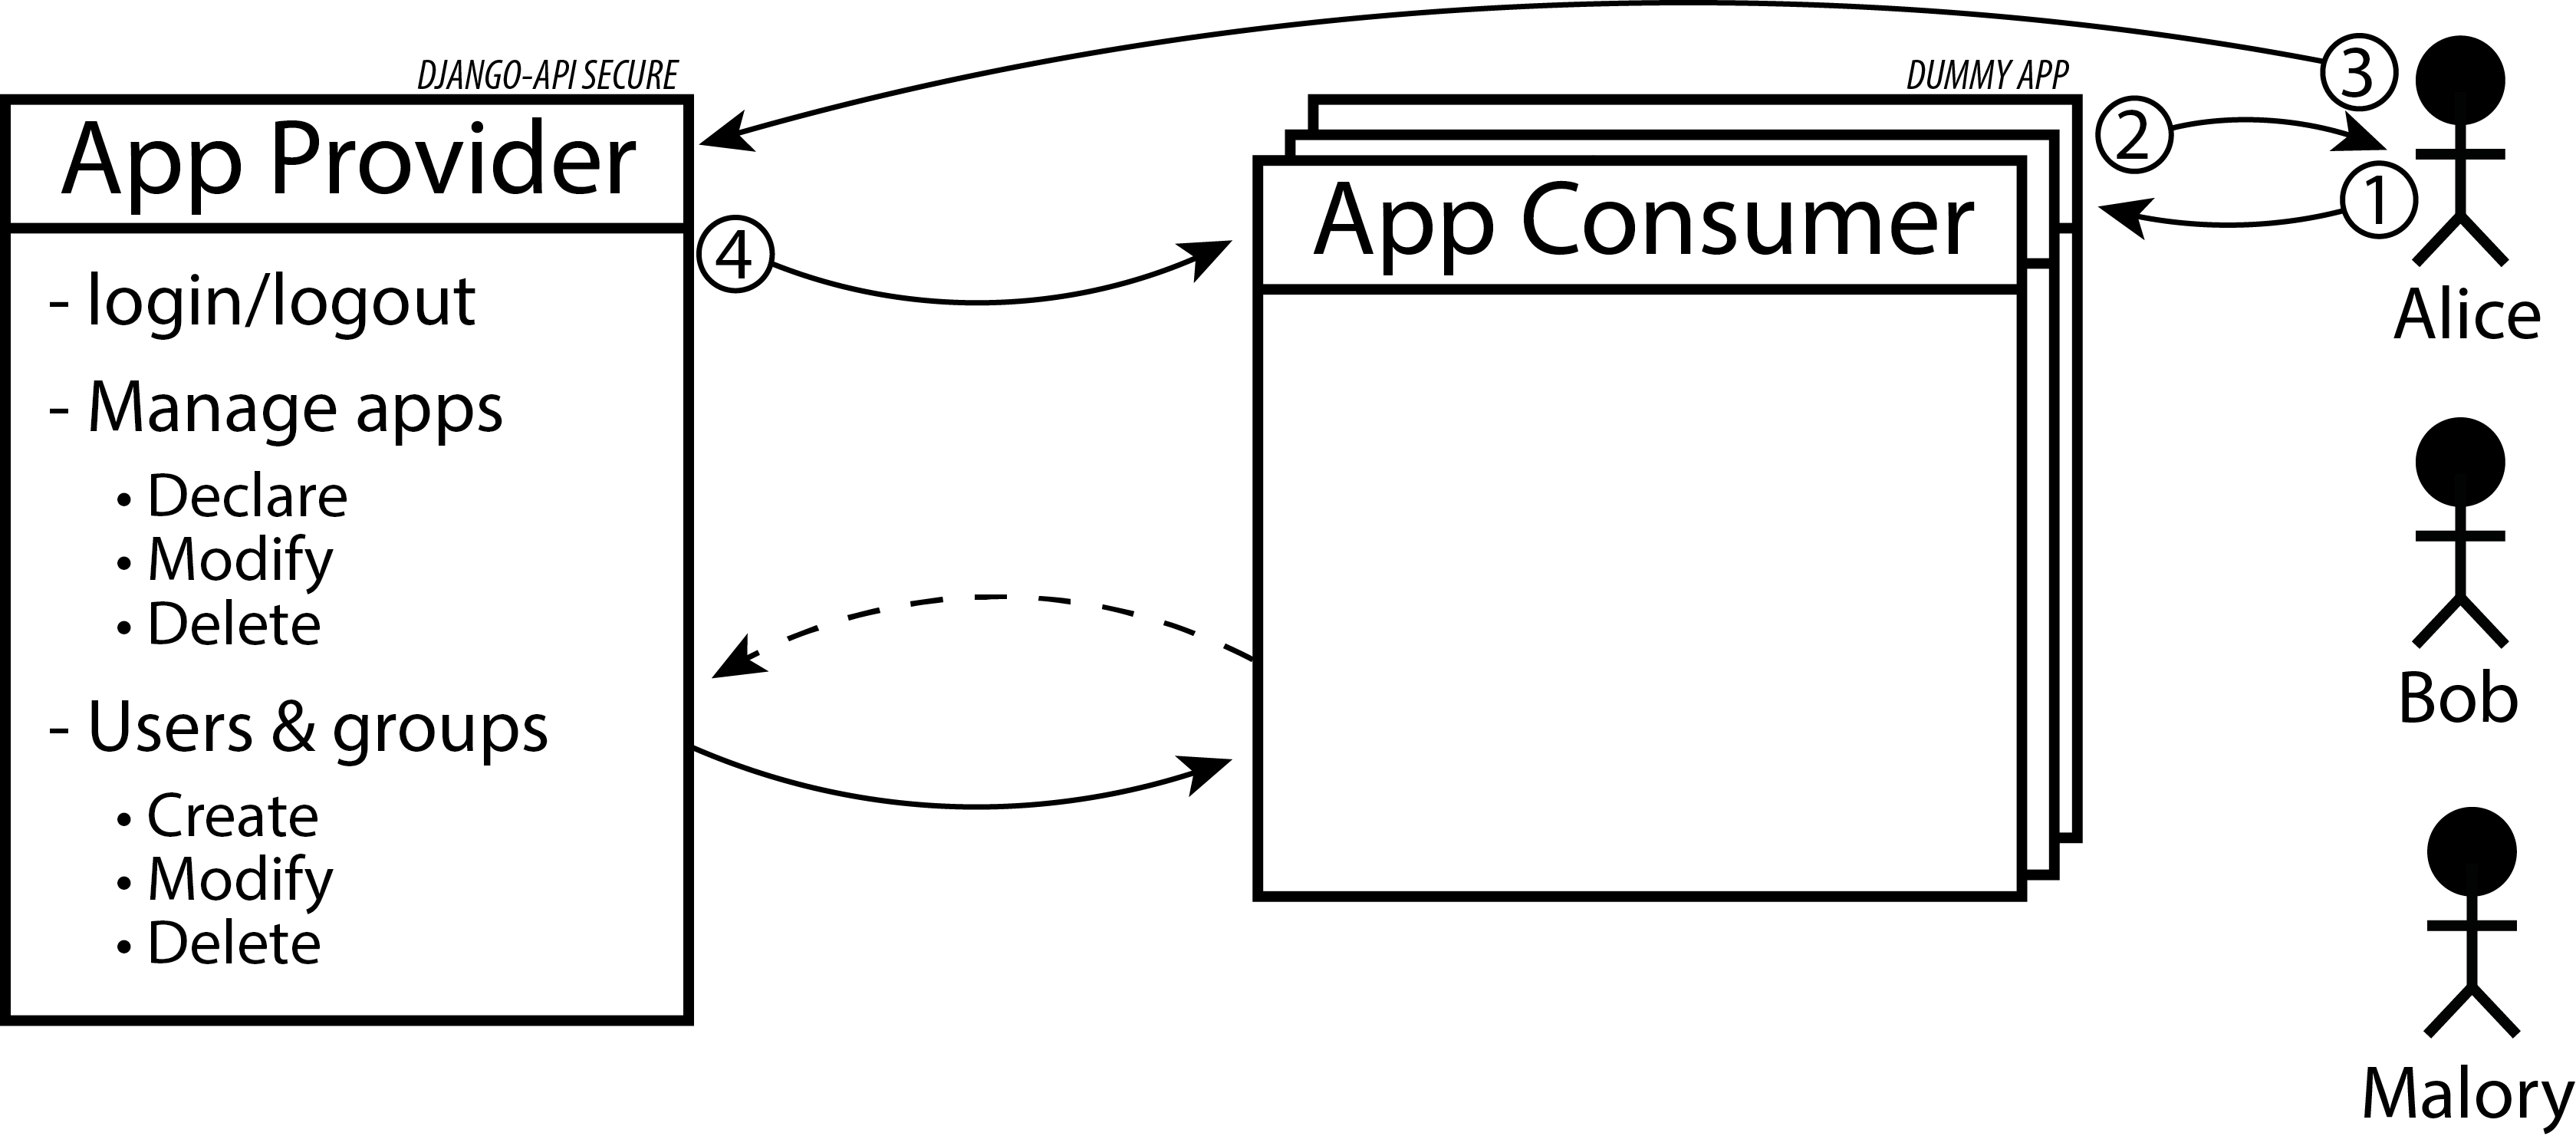 DJANGO-API SECURE
App Provider
- login/logout
- Manage apps
• Declare
• Modify
• Delete
- Users & groups
• Create
• Modify
• Delete
4
DUMMY APP
App Consumer
3
2
1
Alice
Bob
Malory